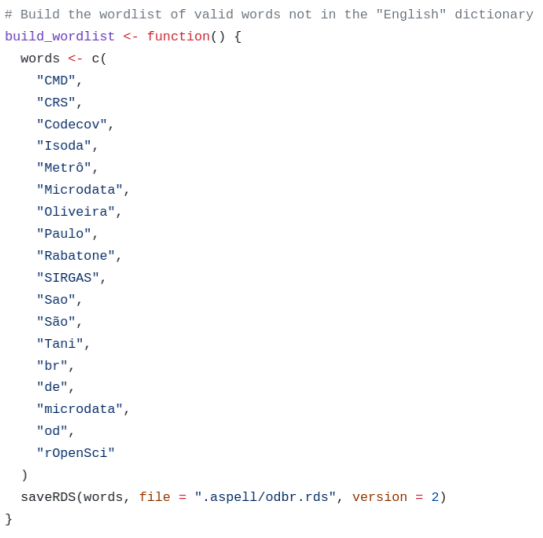 # Build the wordlist of valid words not in the "English" dictionary
build_wordlist <- function() {
  words <- c(
    "CMD",
    "CRS",
    "Codecov",
    "Isoda",
    "Metrô",
    "Microdata",
    "Oliveira",
    "Paulo",
    "Rabatone",
    "SIRGAS",
    "Sao",
    "São",
    "Tani",
    "br",
    "de",
    "microdata",
    "od",
    "rOpenSci"
  )
  saveRDS(words, file = ".aspell/odbr.rds", version = 2)
}